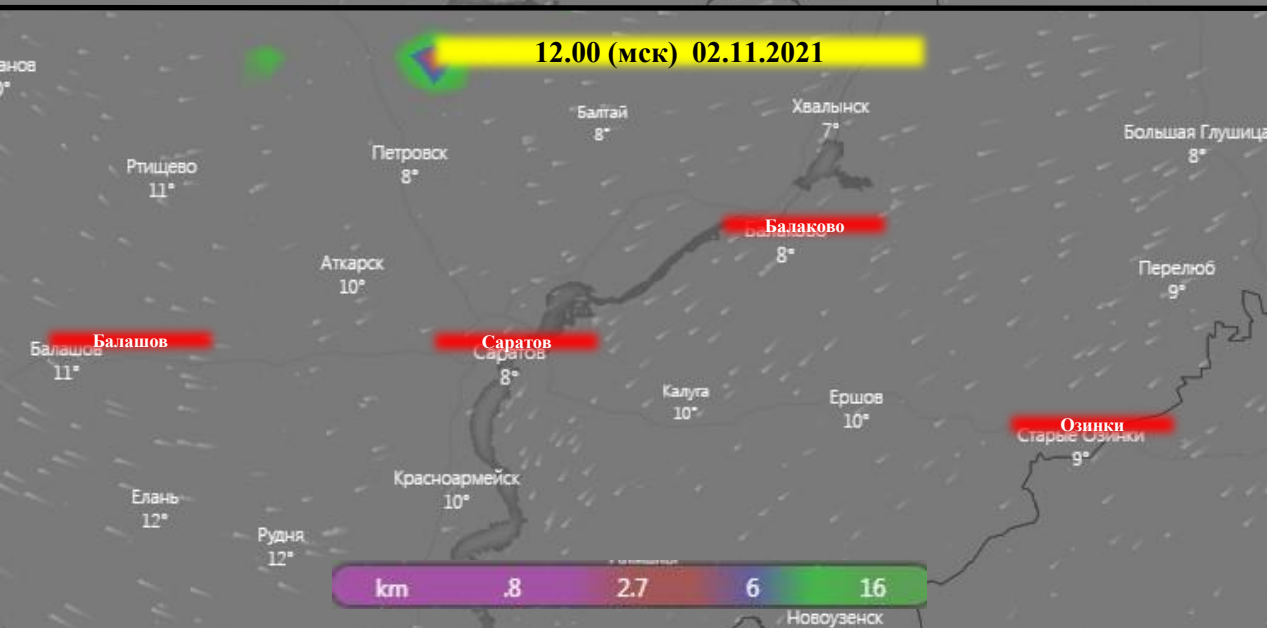 12.00 (мск) 02.11.2021
Хвалынск
7°
Балтай
8°
Большая Глушица
8°
Петровск
8°
Ртищево
11°
Балаково
8°
Аткарск
10°
Перелюб
9°
Балашов
Балашов
11°
Саратов
Саратов
8°
Калуга
10°
Ершов
10°
Озинки
Старые Озинки
9°
Красноармейск
10°
Елань
12°
Рудня
12°
km .8 2.7 6 16
Новоузенск